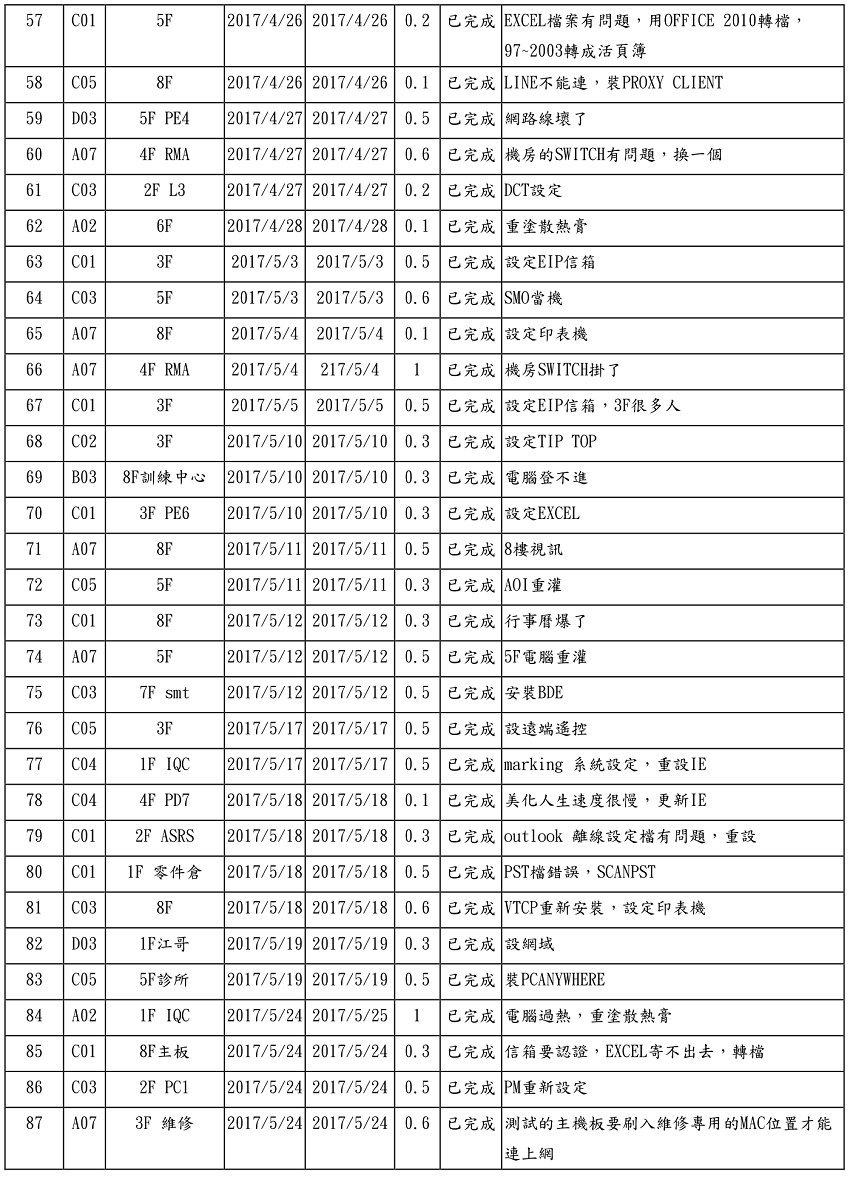 57 C01 5F 2017/4/26 2017/4/26 0.2 已完成 EXCEL檔案有問題，用OFFICE 2010轉檔，
97~2003轉成活頁簿
58 C05 8F 2017/4/26 2017/4/26 0.1 已完成 LINE不能連，裝PROXY CLIENT
59 D03 5F PE4 2017/4/27 2017/4/27 0.5 已完成 網路線壞了
60 A07 4F RMA 2017/4/27 2017/4/27 0.6 已完成 機房的SWITCH有問題，換一個
61 C03 2F L3 2017/4/27 2017/4/27 0.2 已完成 DCT設定
62 A02 6F 2017/4/28 2017/4/28 0.1 已完成 重塗散熱膏
63 C01 3F 2017/5/3 2017/5/3 0.5 已完成 設定EIP信箱
64 C03 5F 2017/5/3 2017/5/3 0.6 已完成 SMO當機
65 A07 8F 2017/5/4 2017/5/4 0.1 已完成 設定印表機
66 A07 4F RMA 2017/5/4 217/5/4 1 已完成 機房SWITCH掛了
67 C01 3F 2017/5/5 2017/5/5 0.5 已完成 設定EIP信箱，3F很多人
68 C02 3F 2017/5/10 2017/5/10 0.3 已完成 設定TIP TOP
69 B03 8F訓練中心 2017/5/10 2017/5/10 0.3 已完成 電腦登不進
70 C01 3F PE6 2017/5/10 2017/5/10 0.3 已完成 設定EXCEL
71 A07 8F 2017/5/11 2017/5/11 0.5 已完成 8樓視訊
72 C05 5F 2017/5/11 2017/5/11 0.3 已完成 AOI重灌
73 C01 8F 2017/5/12 2017/5/12 0.3 已完成 行事曆爆了
74 A07 5F 2017/5/12 2017/5/12 0.5 已完成 5F電腦重灌
75 C03 7F smt 2017/5/12 2017/5/12 0.5 已完成 安裝BDE
76 C05 3F 2017/5/17 2017/5/17 0.5 已完成 設遠端遙控
77 C04 1F IQC 2017/5/17 2017/5/17 0.5 已完成 marking 系統設定，重設IE
78 C04 4F PD7 2017/5/18 2017/5/18 0.1 已完成 美化人生速度很慢，更新IE
79 C01 2F ASRS 2017/5/18 2017/5/18 0.3 已完成 outlook 離線設定檔有問題，重設
80 C01 1F 零件倉 2017/5/18 2017/5/18 0.5 已完成 PST檔錯誤，SCANPST
81 C03 8F 2017/5/18 2017/5/18 0.6 已完成 VTCP重新安裝，設定印表機
82 D03 1F江哥 2017/5/19 2017/5/19 0.3 已完成 設網域
83 C05 5F診所 2017/5/19 2017/5/19 0.5 已完成 裝PCANYWHERE
84 A02 1F IQC 2017/5/24 2017/5/25 1 已完成 電腦過熱，重塗散熱膏
85 C01 8F主板 2017/5/24 2017/5/24 0.3 已完成 信箱要認證，EXCEL寄不出去，轉檔
86 C03 2F PC1 2017/5/24 2017/5/24 0.5 已完成 PM重新設定
87 A07 3F 維修 2017/5/24 2017/5/24 0.6 已完成 測試的主機板要刷入維修專用的MAC位置才能
連上網